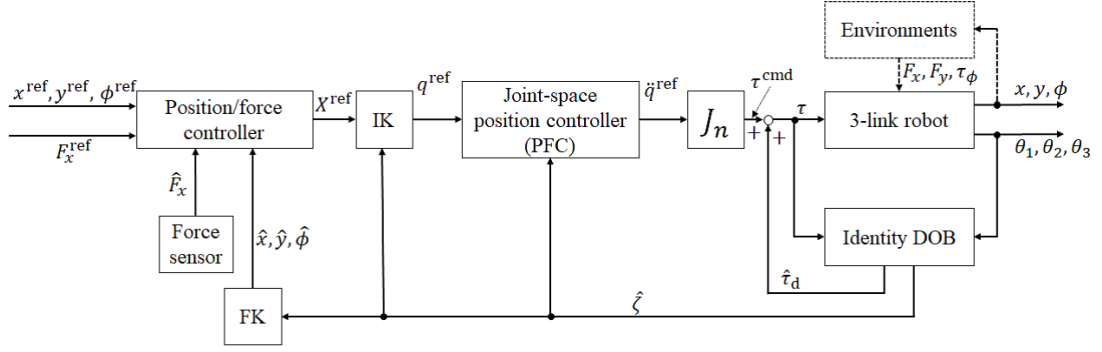 Environments
x^ref, y^ref, ϕ^ref
F_x^ref
Position/force
controller
X^ref
IK
q^ref
Joint-space
position controller
(PFC)
q̈^ref
J_n
τ^cmd
+
+
τ
F_x, F_y, τ_ϕ
3-link robot
x, y, ϕ
θ_1, θ_2, θ_3
F̂_x
Force
sensor
x̂, ŷ, ϕ̂
Identity DOB
τ̂_d
FK
ζ̂